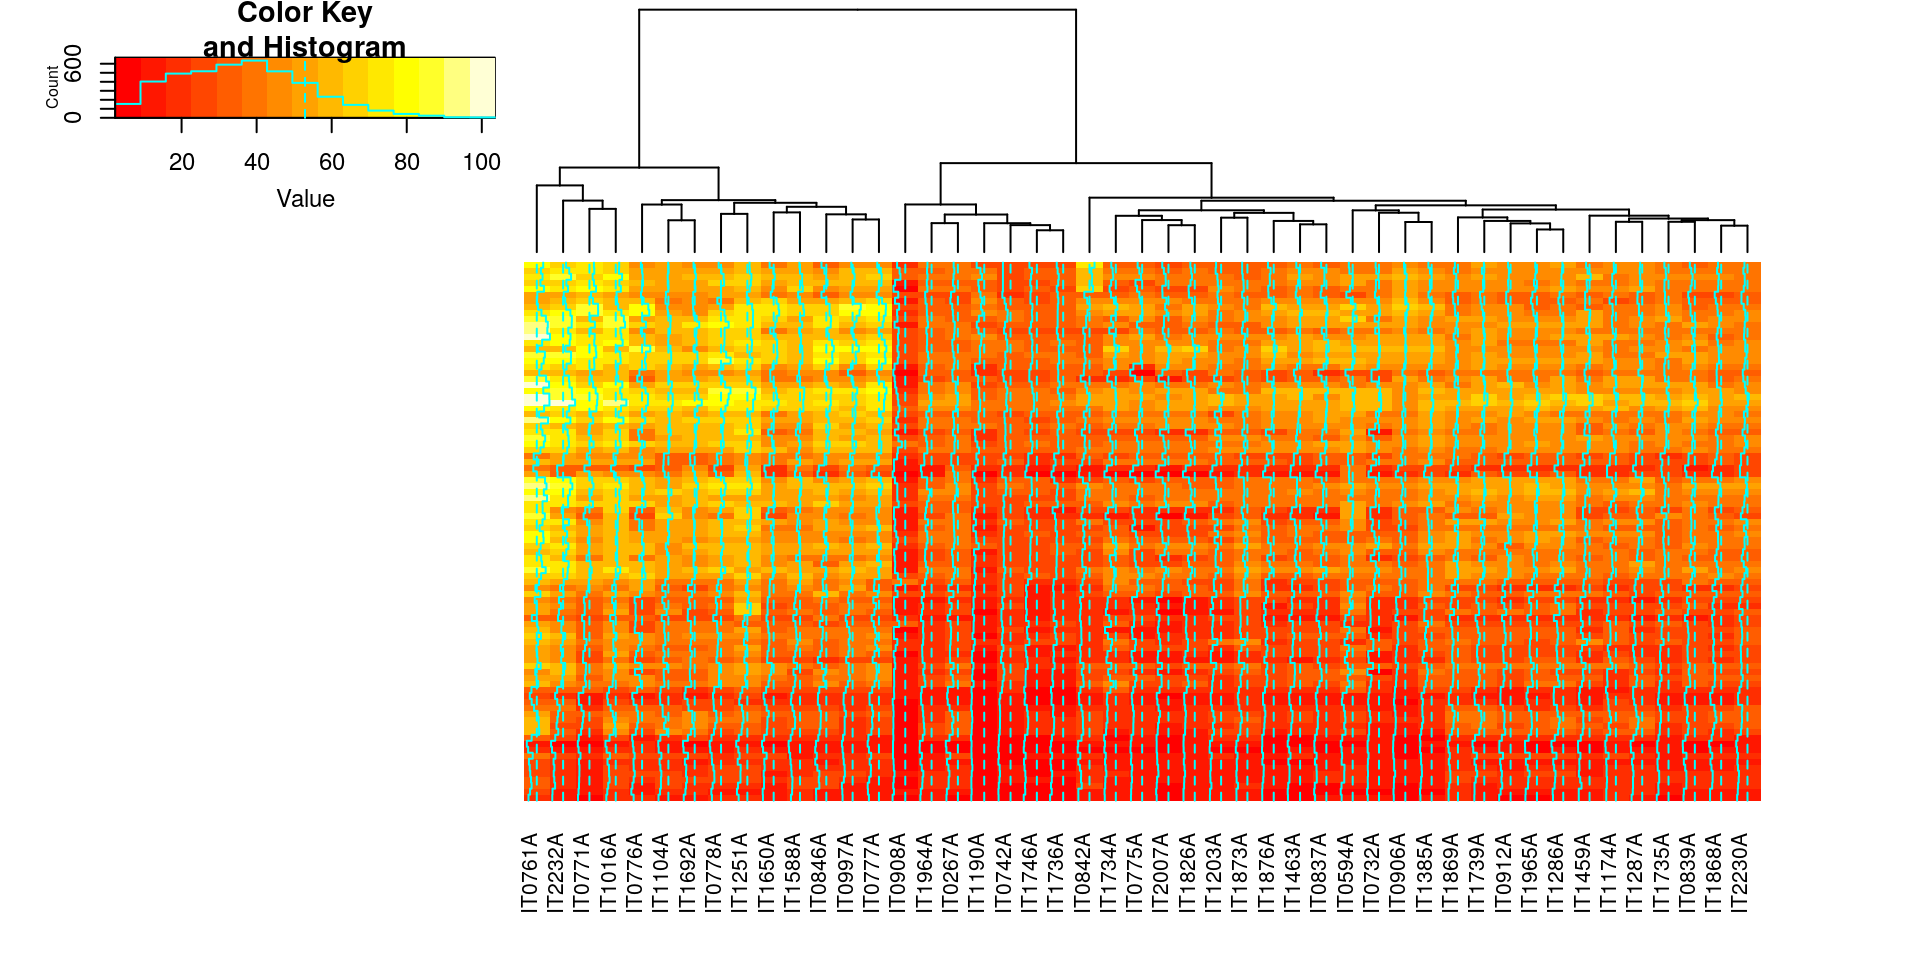 Color Key
and Histogram
Count
0 600
20 40 60 80 100
Value
IT0761A
IT2232A
IT0771A
IT1016A
IT0776A
IT1104A
IT1692A
IT0778A
IT1251A
IT1650A
IT1588A
IT0846A
IT0997A
IT0777A
IT0908A
IT1964A
IT0267A
IT1190A
IT0742A
IT1746A
IT1736A
IT0842A
IT1734A
IT0775A
IT2007A
IT1826A
IT1203A
IT1873A
IT1876A
IT1463A
IT0837A
IT0594A
IT0732A
IT0906A
IT1385A
IT1869A
IT1739A
IT0912A
IT1965A
IT1286A
IT1459A
IT1174A
IT1287A
IT1735A
IT0839A
IT1868A
IT2230A